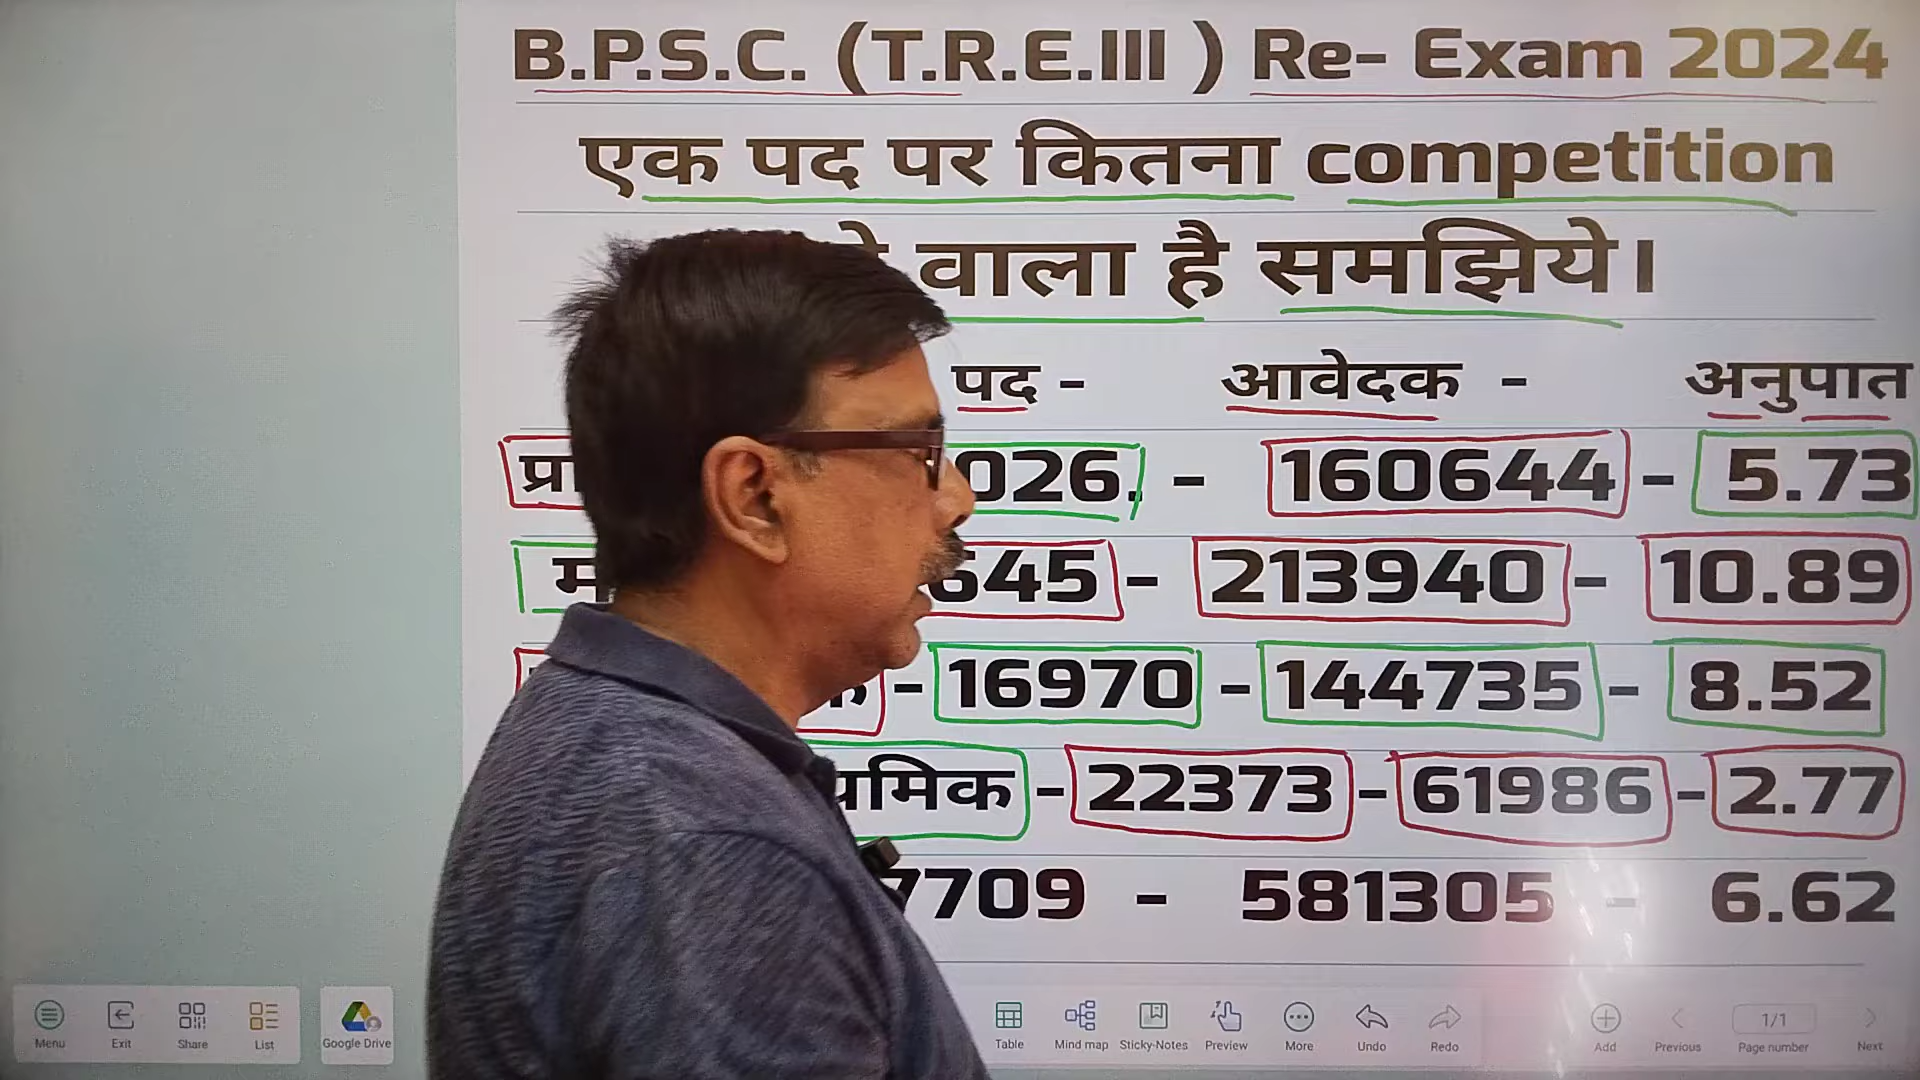 B.P.S.C. (T.R.E.III ) Re- Exam 2024
एक पद पर कितना competition
वाला है समझिये।
पद - आवेदक - अनुपात
026. - 160644 - 5.73
645 - 213940 - 10.89
- 16970 - 144735 - 8.52
- 22373 - 61986 - 2.77
7709 - 581305 - 6.62
Menu Exit Share List Google Drive Table Mind map Sticky-Notes Preview More Undo Redo Add Previous 1/1 Page number Next